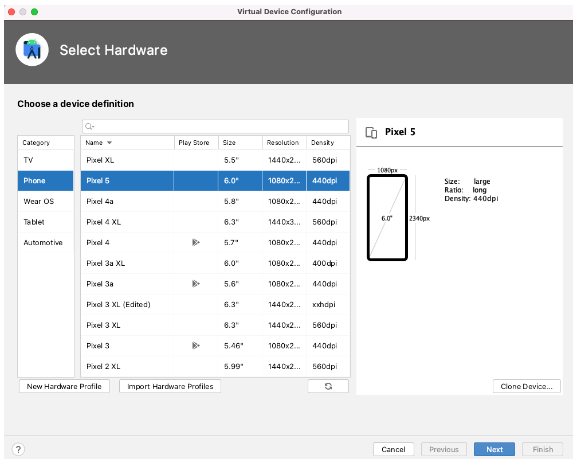 Virtual Device Configuration
Select Hardware
Choose a device definition
Q-
Category
TV
Phone
Wear OS
Tablet
Automotive
Name Play Store Size Resolution Density
Pixel XL 5.5" 1440x2... 560dpi
Pixel 5 6.0" 1080x2... 440dpi
Pixel 4a 5.8" 1080x2... 440dpi
Pixel 4 XL 6.3" 1440x3... 560dpi
Pixel 4 5.7" 1080x2... 440dpi
Pixel 3a XL 6.0" 1080x2... 400dpi
Pixel 3a 5.6" 1080x2... 440dpi
Pixel 3 XL (Edited) 6.3" 1440x2... xxhdpi
Pixel 3 XL 6.3" 1440x2... 560dpi
Pixel 3 5.46" 1080x2... 440dpi
Pixel 2 XL 5.99" 1440x2... 560dpi
New Hardware Profile Import Hardware Profiles
Pixel 5
1080px
6.0"
2340px
Size: large
Ratio: long
Density: 440dpi
Clone Device...
? Cancel Previous Next Finish